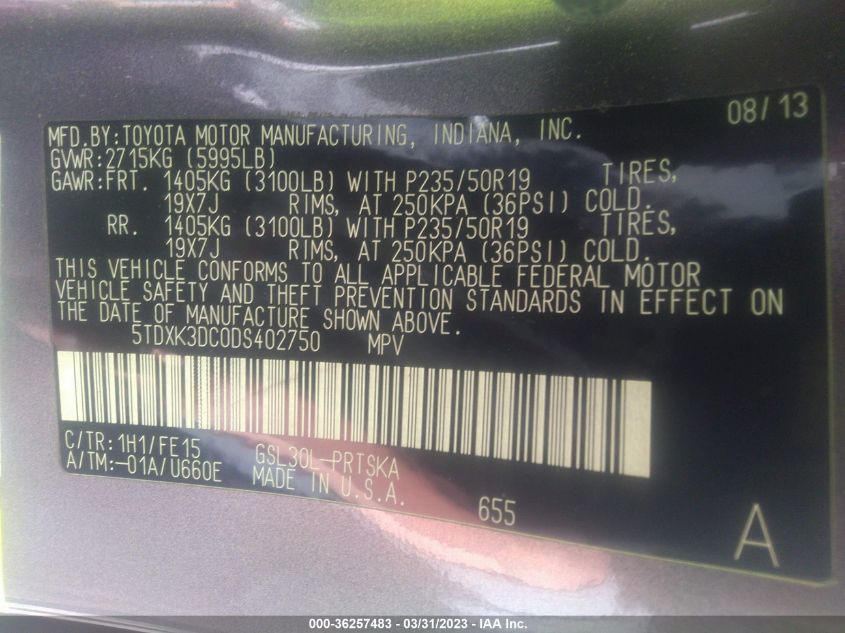 08/13
MFD.BY:TOYOTA MOTOR MANUFACTURING, INDIANA, INC.
GVWR:2715KG (5995LB)
GAWR:FRT. 1405KG (3100LB) WITH P235/50R19 TIRES,
19X7J RIMS, AT 250KPA (36PSI) COLD.
RR. 1405KG (3100LB) WITH P235/50R19 TIRES,
19X7J RIMS, AT 250KPA (36PSI) COLD.
THIS VEHICLE CONFORMS TO ALL APPLICABLE FEDERAL MOTOR
VEHICLE SAFETY AND THEFT PREVENTION STANDARDS IN EFFECT ON
THE DATE OF MANUFACTURE SHOWN ABOVE.
5TDXK3DC0DS402750 MPV
C/TR:1H1/FE15 GSL30L-PRTSKA
A/TM:-01A/U660E MADE IN U.S.A.
655
A
000-36257483 - 03/31/2023 - IAA Inc.